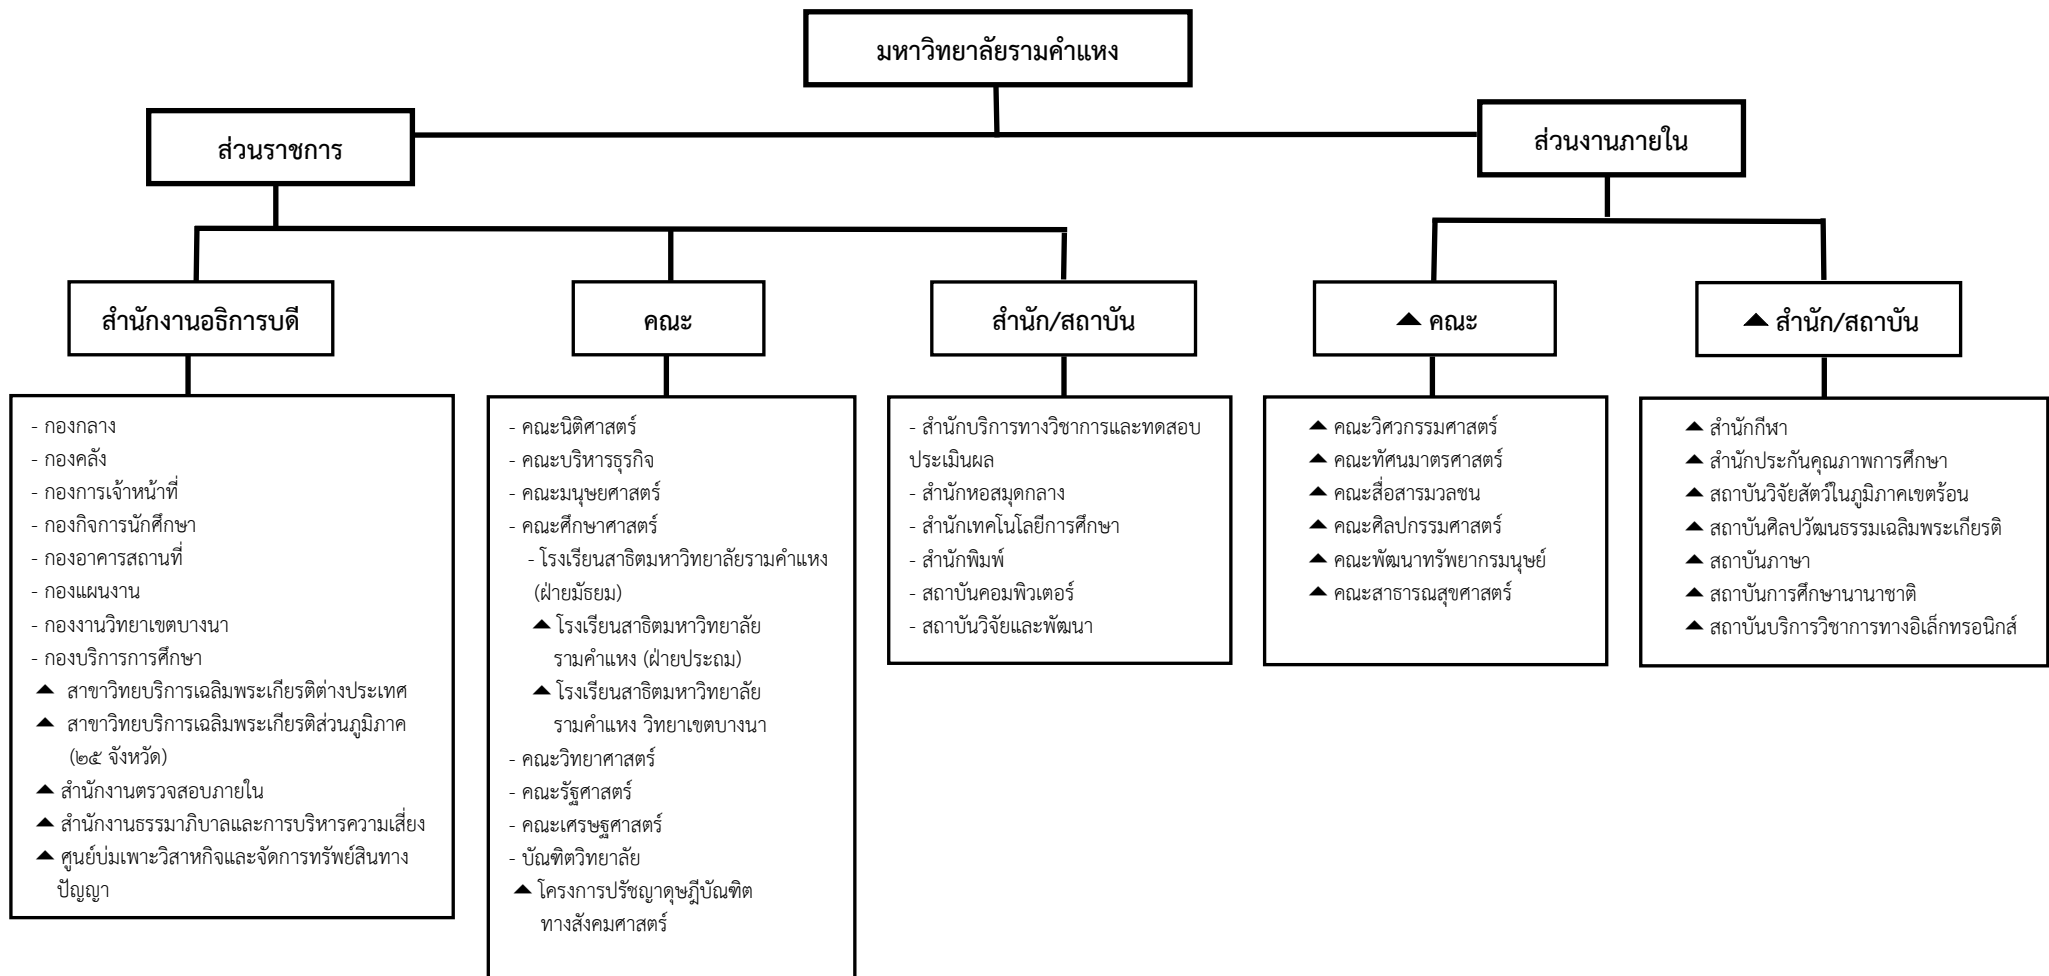 มหาวิทยาลัยรามคำแหง
ส่วนราชการ
ส่วนงานภายใน
สำนักงานอธิการบดี
คณะ
สำนัก/สถาบัน
▲ คณะ
▲ สำนัก/สถาบัน
- กองกลาง
- กองคลัง
- กองการเจ้าหน้าที่
- กองกิจการนักศึกษา
- กองอาคารสถานที่
- กองแผนงาน
- กองงานวิทยาเขตบางนา
- กองบริการการศึกษา
▲ สาขาวิทยบริการเฉลิมพระเกียรติต่างประเทศ
▲ สาขาวิทยบริการเฉลิมพระเกียรติส่วนภูมิภาค
(๒๕ จังหวัด)
▲ สำนักงานตรวจสอบภายใน
▲ สำนักงานธรรมาภิบาลและการบริหารความเสี่ยง
▲ ศูนย์บ่มเพาะวิสาหกิจและจัดการทรัพย์สินทาง
ปัญญา
- คณะนิติศาสตร์
- คณะบริหารธุรกิจ
- คณะมนุษยศาสตร์
- คณะศึกษาศาสตร์
- โรงเรียนสาธิตมหาวิทยาลัยรามคำแหง
(ฝ่ายมัธยม)
▲ โรงเรียนสาธิตมหาวิทยาลัย
รามคำแหง (ฝ่ายประถม)
▲ โรงเรียนสาธิตมหาวิทยาลัย
รามคำแหง วิทยาเขตบางนา
- คณะวิทยาศาสตร์
- คณะรัฐศาสตร์
- คณะเศรษฐศาสตร์
- บัณฑิตวิทยาลัย
▲ โครงการปรัชญาดุษฎีบัณฑิต
ทางสังคมศาสตร์
- สำนักบริการทางวิชาการและทดสอบ
ประเมินผล
- สำนักหอสมุดกลาง
- สำนักเทคโนโลยีการศึกษา
- สำนักพิมพ์
- สถาบันคอมพิวเตอร์
- สถาบันวิจัยและพัฒนา
▲ คณะวิศวกรรมศาสตร์
▲ คณะทัศนมาตรศาสตร์
▲ คณะสื่อสารมวลชน
▲ คณะศิลปกรรมศาสตร์
▲ คณะพัฒนาทรัพยากรมนุษย์
▲ คณะสาธารณสุขศาสตร์
▲ สำนักกีฬา
▲ สำนักประกันคุณภาพการศึกษา
▲ สถาบันวิจัยสัตว์ในภูมิภาคเขตร้อน
▲ สถาบันศิลปวัฒนธรรมเฉลิมพระเกียรติ
▲ สถาบันภาษา
▲ สถาบันการศึกษานานาชาติ
▲ สถาบันบริการวิชาการทางอิเล็กทรอนิกส์